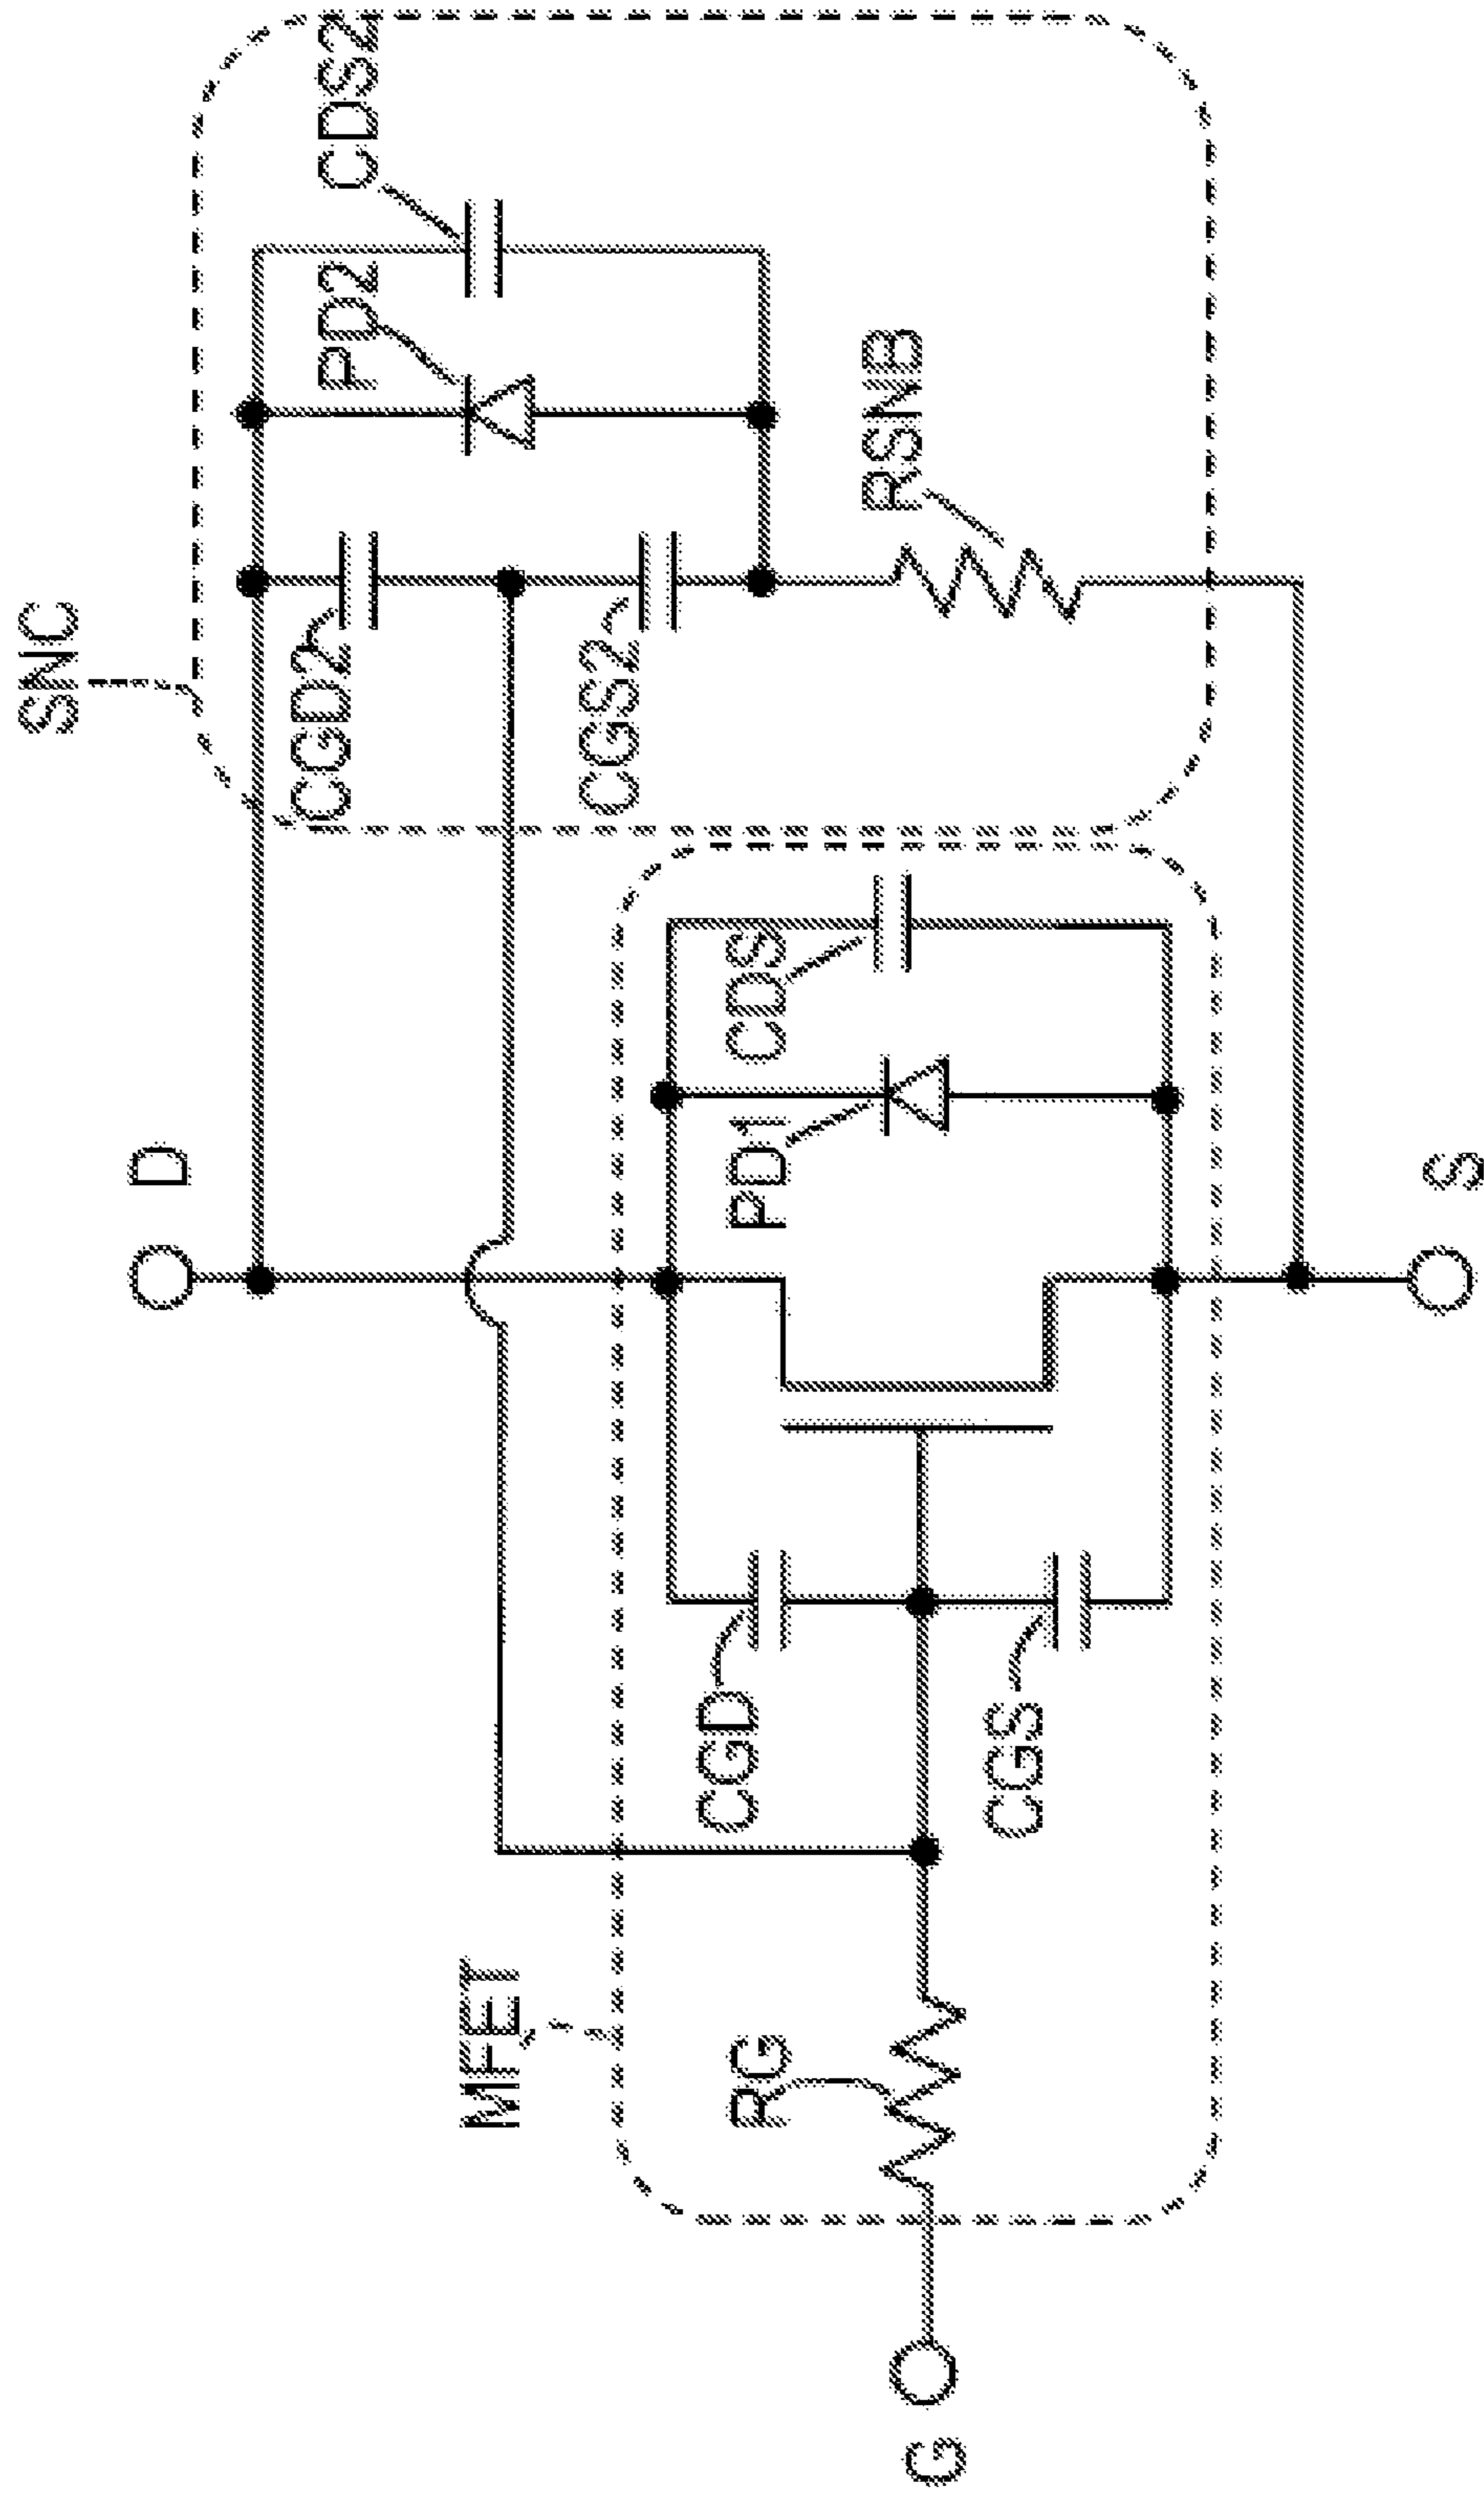 SNC
D
CDS2
PD2
CGD2
CGS2
RSNB
MFET
CDS
PD1
CGD
CGS
RG
G
S